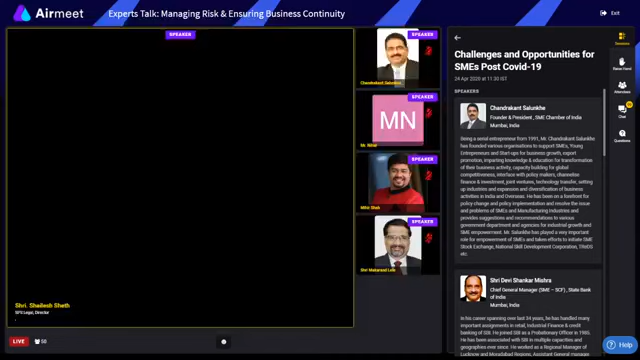 Airmeet
Experts Talk: Managing Risk & Ensuring Business Continuity
Exit
SPEAKER
Shri. Shailesh Sheth
SPS Legal, Director
LIVE
50
SPEAKER
Chandrakant Salunkhe
SPEAKER
MN
Mr. Nihar
SPEAKER
Mihir Shah
SPEAKER
Shri Makarand Lele
Challenges and Opportunities for
SMEs Post Covid-19
24 Apr 2020 at 11:30 IST
SPEAKERS
Chandrakant Salunkhe
Founder & President , SME Chamber of India
Mumbai, India
Being a serial entrepreneur from 1991, Mr. Chandrakant Salunkhe
has founded various organisations to support SMEs, Young
Entrepreneurs and Start-ups for business growth, export
promotion, imparting knowledge & education for transformation
of their business activity, capacity building for global
competitiveness, interface with policy makers, channelise
finance & investment, joint ventures, technology transfer, setting
up industries and expansion and diversification of business
activities in India and Overseas. He has been on a forefront for
policy change and policy implementation and resolve the issue
and problems of SMEs and Manufacturing Industries and
provides suggestions and recommendations to various
government department and agencies for industrial growth and
SME empowerment. Mr. Salunkhe has played a very important
role for empowerment of SMEs and takes efforts to initiate SME
Stock Exchange, National Skill Development Corporation, TReDS
etc.
Shri Devi Shankar Mishra
Chief General Manager (SME – SCF) , State Bank
of India
Mumbai, India
In his career spanning over last 34 years, he has handled many
important assignments in retail, Industrial Finance & credit
banking of SBI. He joined SBI as a Probationary Officer in 1985.
He has been associated with SBI in multiple capacities and
geographies ever since. He worked as a Regional Manager of
Lucknow and Moradabad Regions, Assistant General Manager
Sessions
Raise Hand
Attendees
Chat
Questions
Help